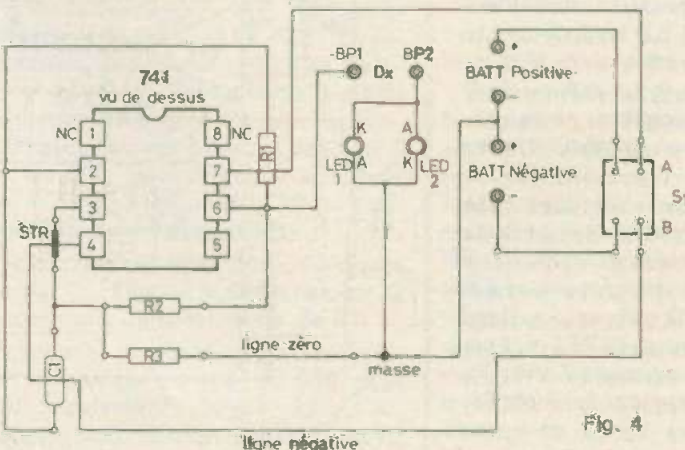 741
vu de dessus
NC 1
8 NC
2
7
3
6
4
5
STR
R1
R2
R3
C1
-BP1
BP2
Dx
K
A
A
K
LED
1
LED
2
+
BATT Positive
-
+
BATT Négative
-
A
B
ligne zéro
masse
ligne négative
Fig. 4